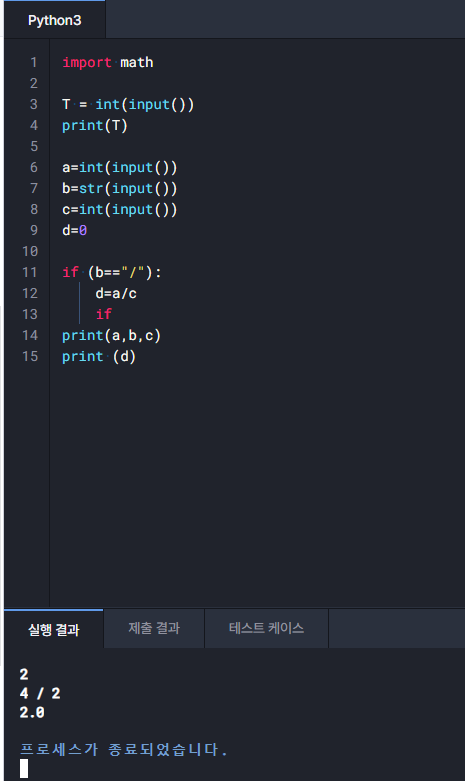 Python3
1 import math
2
3 T = int(input())
4 print(T)
5
6 a=int(input())
7 b=str(input())
8 c=int(input())
9 d=0
10
11 if (b=="/"):
12     d=a/c
13     if
14 print(a,b,c)
15 print (d)
실행 결과 제출 결과 테스트 케이스
2
4 / 2
2.0
프로세스가 종료되었습니다.